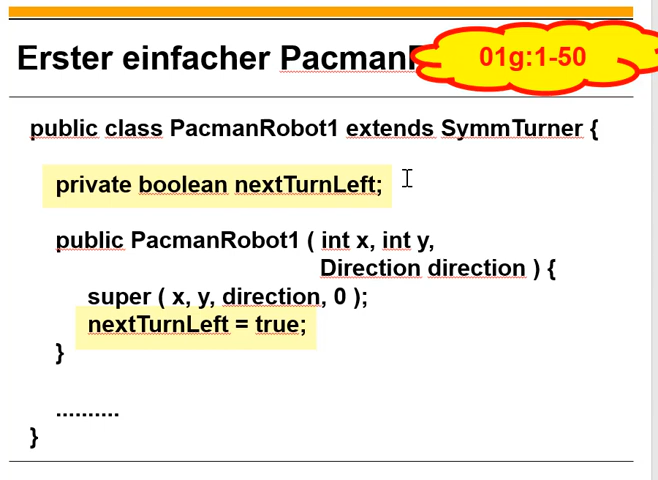 Erster einfacher Pacman
01g:1-50
public class PacmanRobot1 extends SymmTurner {
private boolean nextTurnLeft;
public PacmanRobot1 ( int x, int y,
Direction direction ) {
super ( x, y, direction, 0 );
nextTurnLeft = true;
}
..........
}